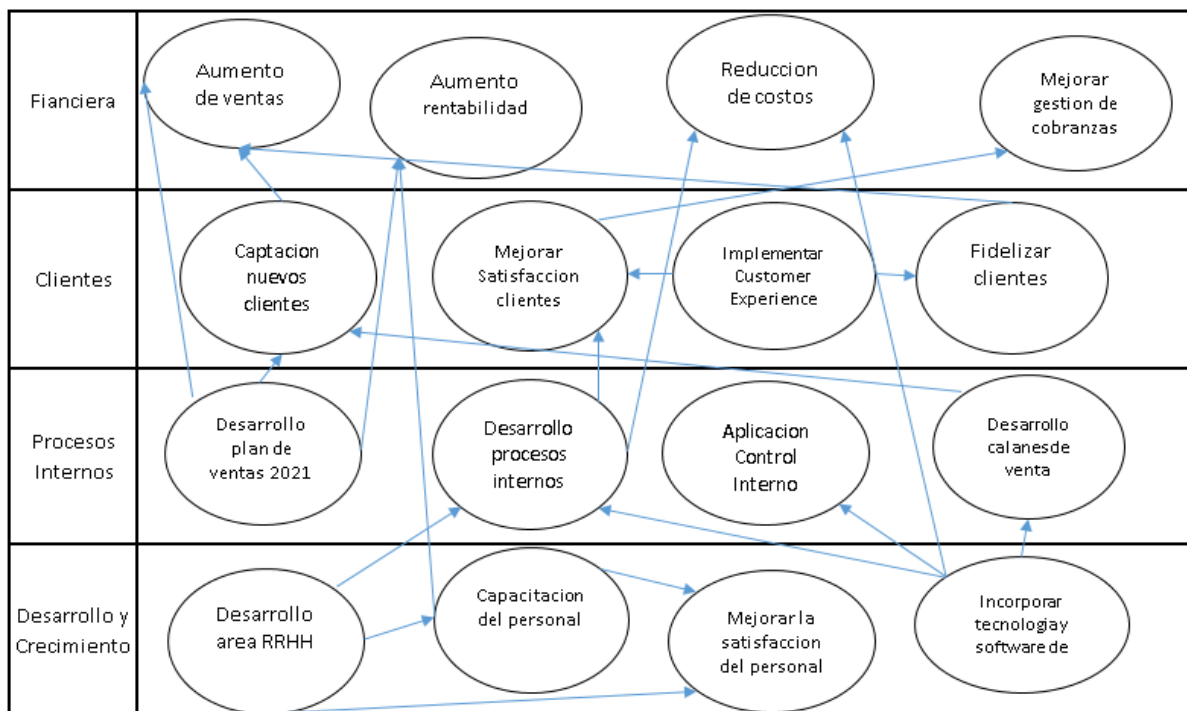 Fianciera
Aumento
de ventas
Aumento
rentabilidad
Reduccion
de costos
Mejorar
gestion de
cobranzas
Clientes
Captacion
nuevos
clientes
Mejorar
Satisfaccion
clientes
Implementar
Customer
Experience
Fidelizar
clientes
Procesos
Internos
Desarrollo
plan de
ventas 2021
Desarrollo
procesos
internos
Aplicacion
Control
Interno
Desarrollo
calanes de
venta
Desarrollo y
Crecimiento
Desarrollo
area RRHH
Capacitacion
del personal
Mejorar la
satisfaccion
del personal
Incorporar
tecnologia y
software de